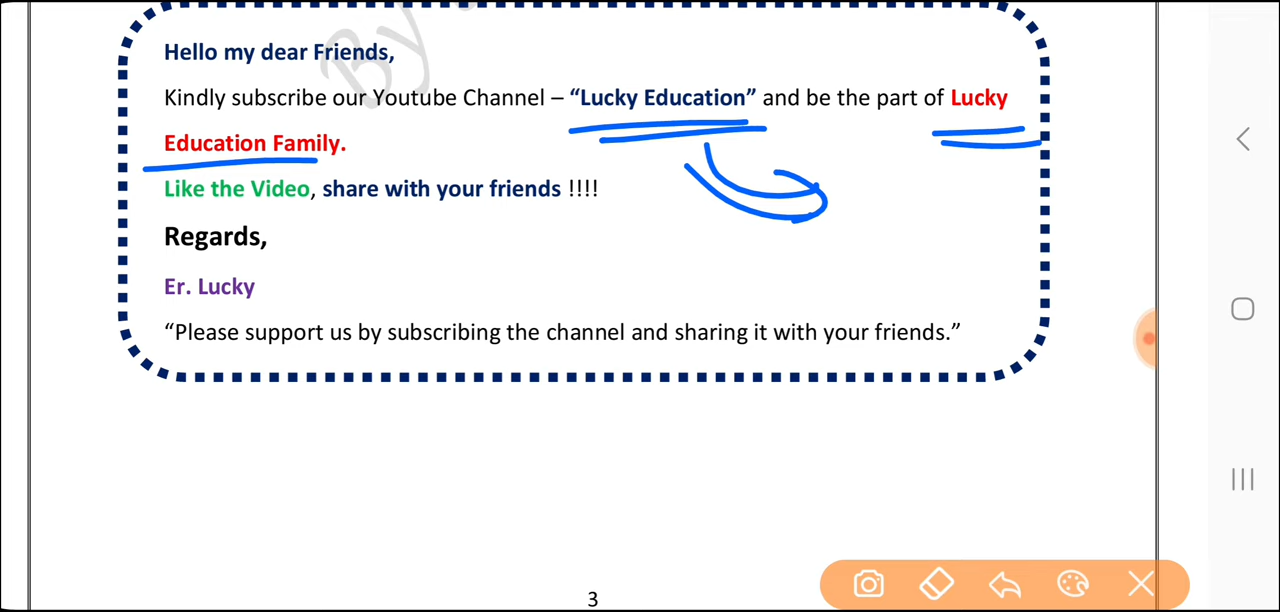 By
Hello my dear Friends,
Kindly subscribe our Youtube Channel – “Lucky Education” and be the part of Lucky
Education Family.
Like the Video, share with your friends !!!!
Regards,
Er. Lucky
“Please support us by subscribing the channel and sharing it with your friends.”
3